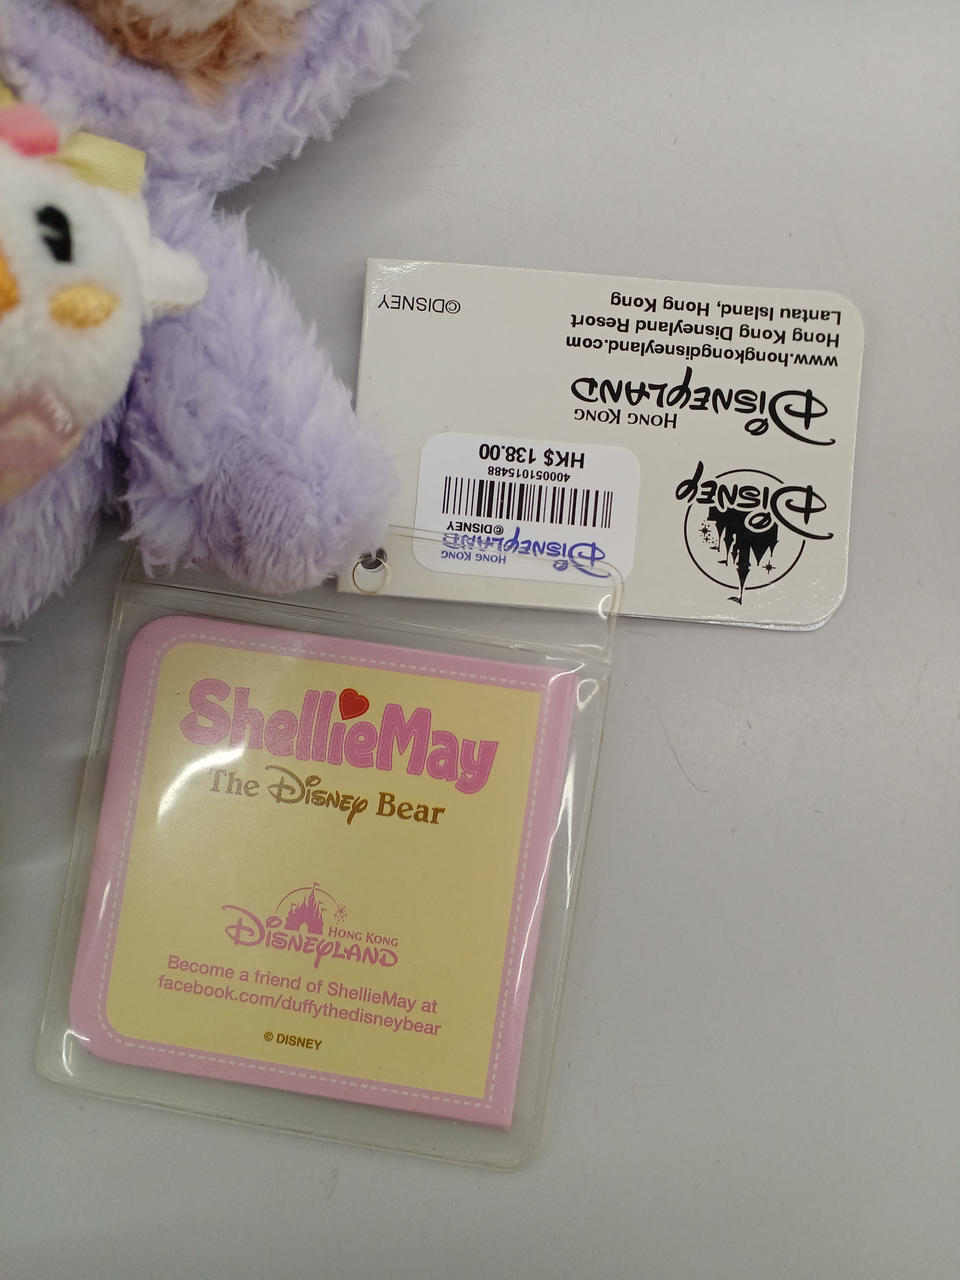 ©DISNEY
DISNEY
HONG KONG
DISNEYLAND
www.hongkongdisneyland.com
Hong Kong Disneyland Resort
Lantau Island, Hong Kong
HONG KONG
DISNEYLAND
©DISNEY
400051015488
HK$ 138.00
ShellieMay
The Disney Bear
HONG KONG
DISNEYLAND
Become a friend of ShellieMay at
facebook.com/duffythedisneybear
© DISNEY